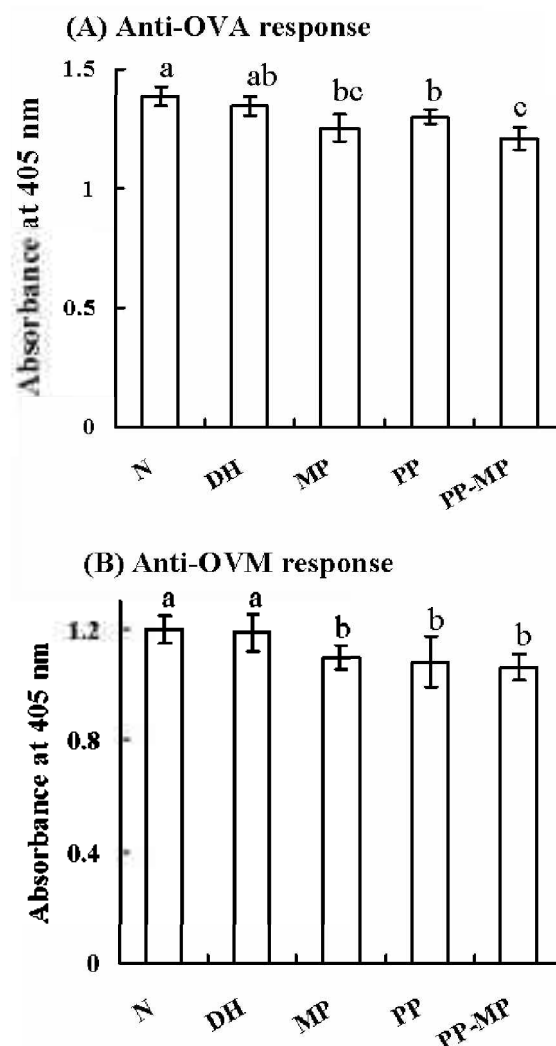 (A) Anti-OVA response
Absorbance at 405 nm
1.5
1
0.5
0
a
ab
bc
b
c
N
DH
MP
PP
PP-MP
(B) Anti-OVM response
Absorbance at 405 nm
1.2
0.8
0.4
0
a
a
b
b
b
N
DH
MP
PP
PP-MP